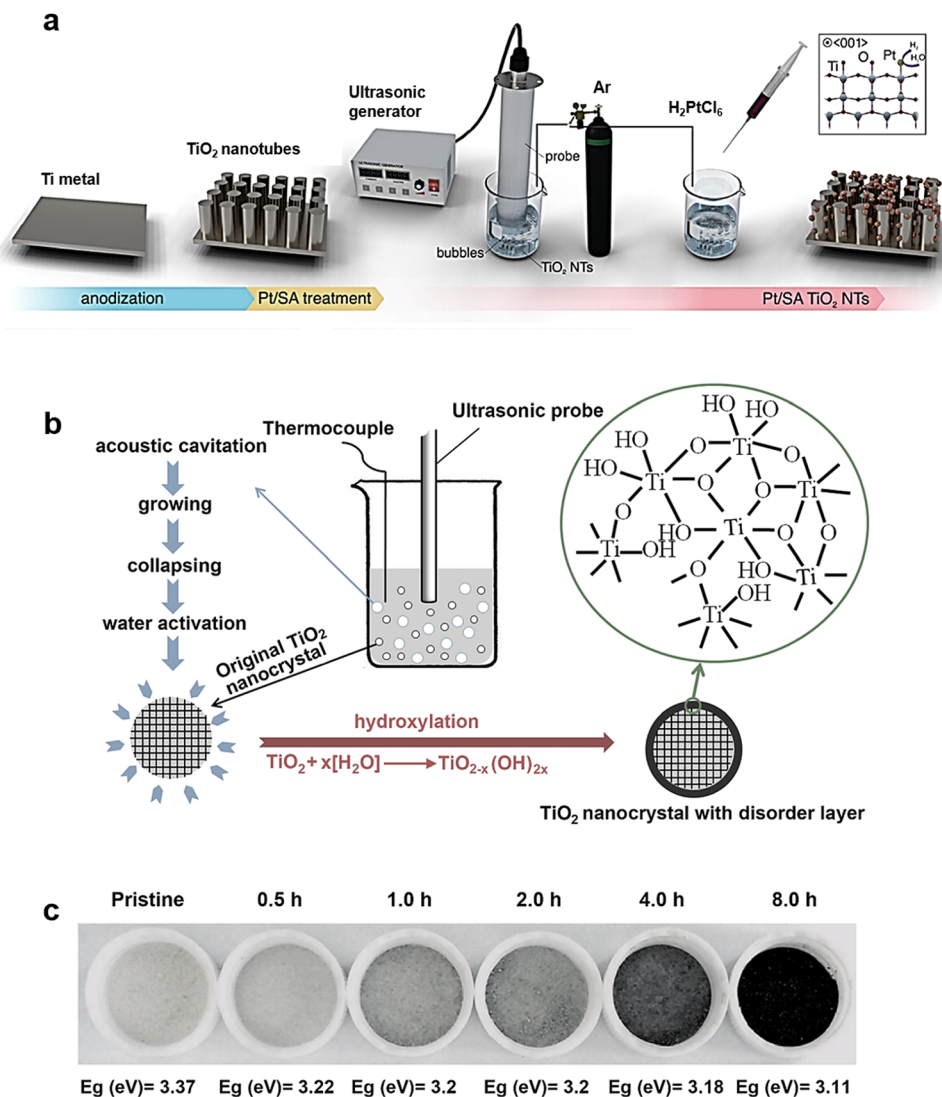 a
Ti metal
TiO₂ nanotubes
Ultrasonic
generator
ULTRASONIC GENERATOR
probe
bubbles
TiO₂ NTs
Ar
H₂PtCl₆
<001>
Ti
O
Pt
H₂
H₂O
anodization
Pt/SA treatment
Pt/SA TiO₂ NTs
b
acoustic cavitation
growing
collapsing
water activation
Thermocouple
Ultrasonic probe
Original TiO₂
nanocrystal
HO HO
HO Ti O
HO Ti O O Ti
O HO Ti O O
Ti OH
O HO Ti
OH
Ti
hydroxylation
TiO₂ + x[H₂O] ⟶ TiO₂₋ₓ(OH)₂ₓ
TiO₂ nanocrystal with disorder layer
c
Pristine 0.5 h 1.0 h 2.0 h 4.0 h 8.0 h
Eg (eV)= 3.37 Eg (eV)= 3.22 Eg (eV)= 3.2 Eg (eV)= 3.2 Eg (eV)= 3.18 Eg (eV)= 3.11